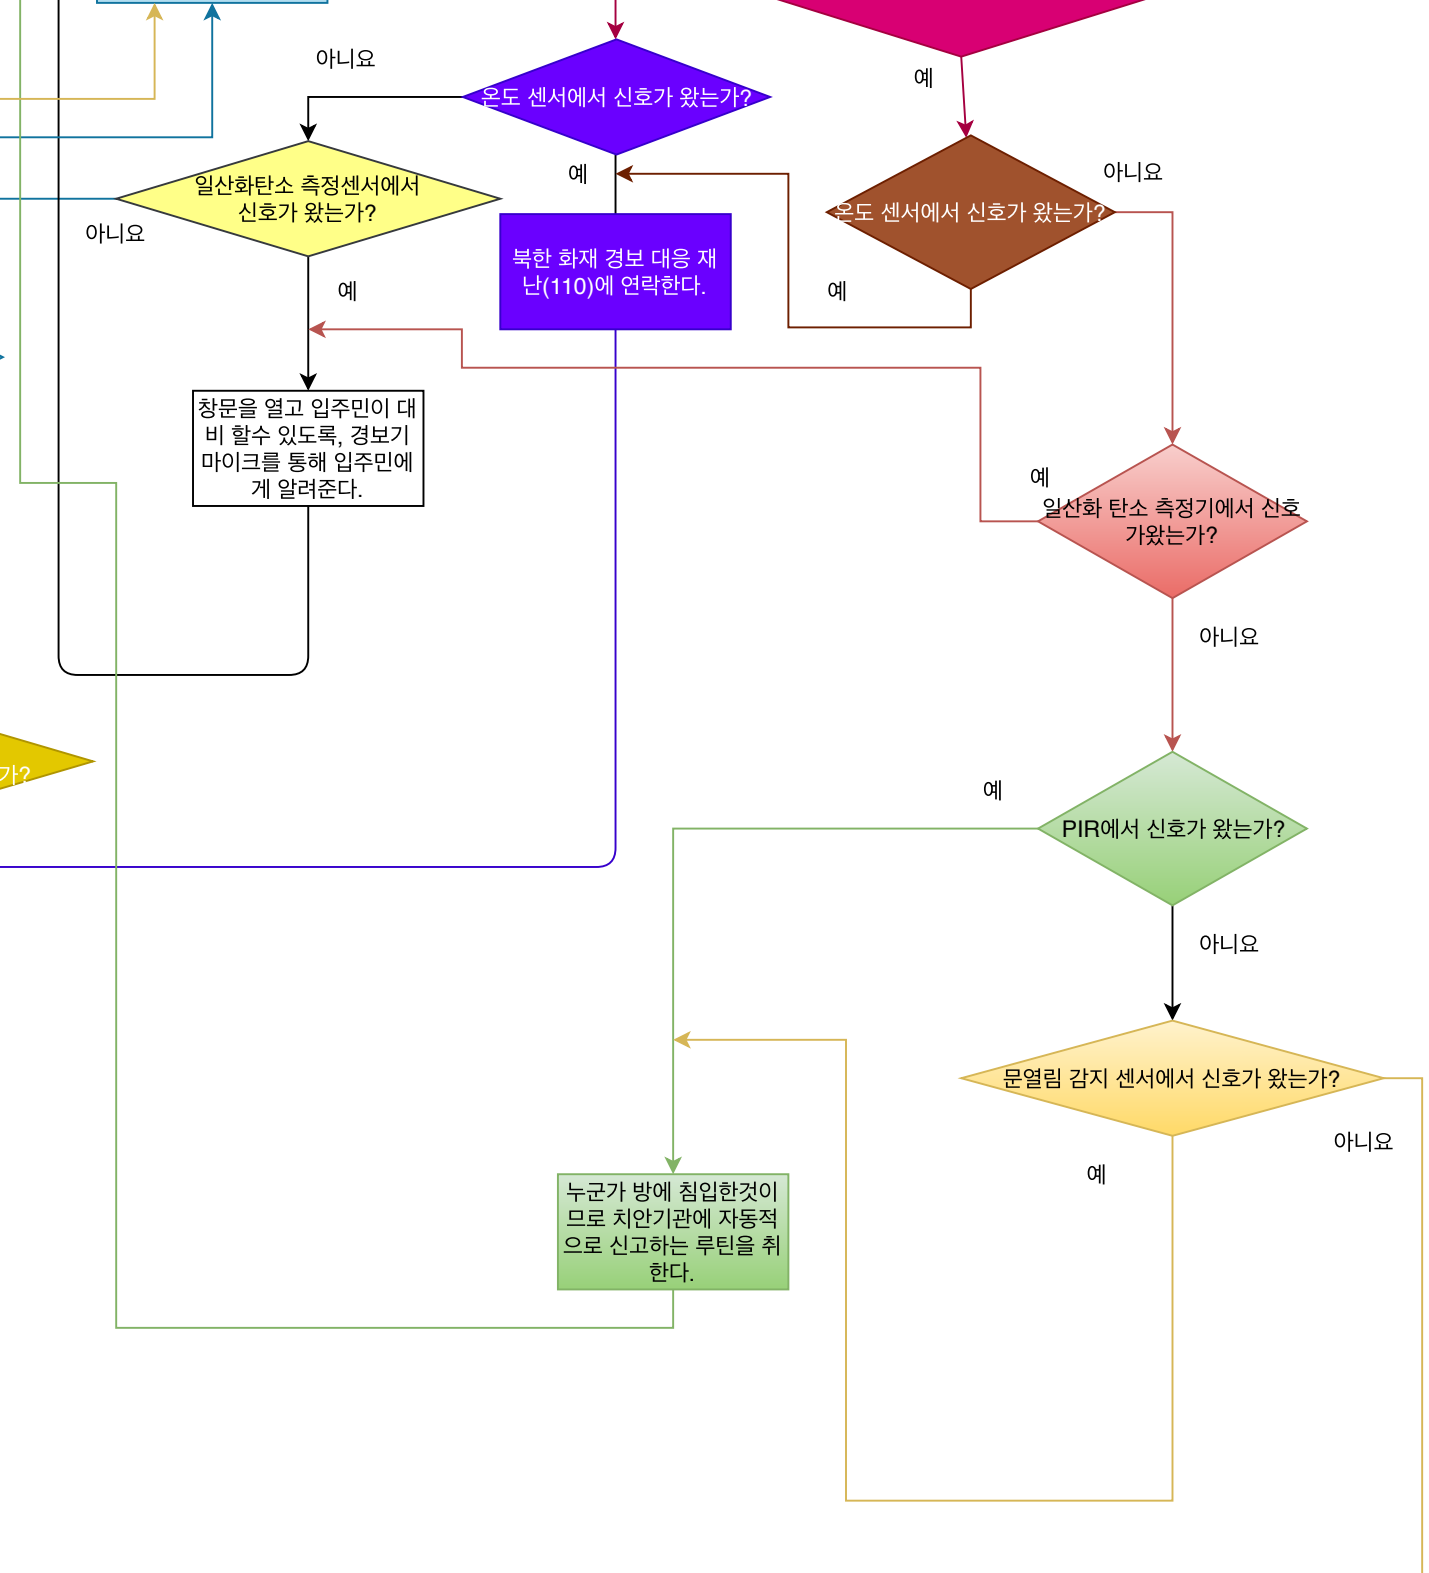 아니요
예
온도 센서에서 신호가 왔는가?
아니요
예
일산화탄소 측정센서에서
신호가 왔는가?
아니요
온도 센서에서 신호가 왔는가?
북한 화재 경보 대응 재
난(110)에 연락한다.
예
예
창문을 열고 입주민이 대
비 할수 있도록, 경보기
마이크를 통해 입주민에
게 알려준다.
예
일산화 탄소 측정기에서 신호
가왔는가?
아니요
가?
예
PIR에서 신호가 왔는가?
아니요
문열림 감지 센서에서 신호가 왔는가?
아니요
예
누군가 방에 침입한것이
므로 치안기관에 자동적
으로 신고하는 루틴을 취
한다.